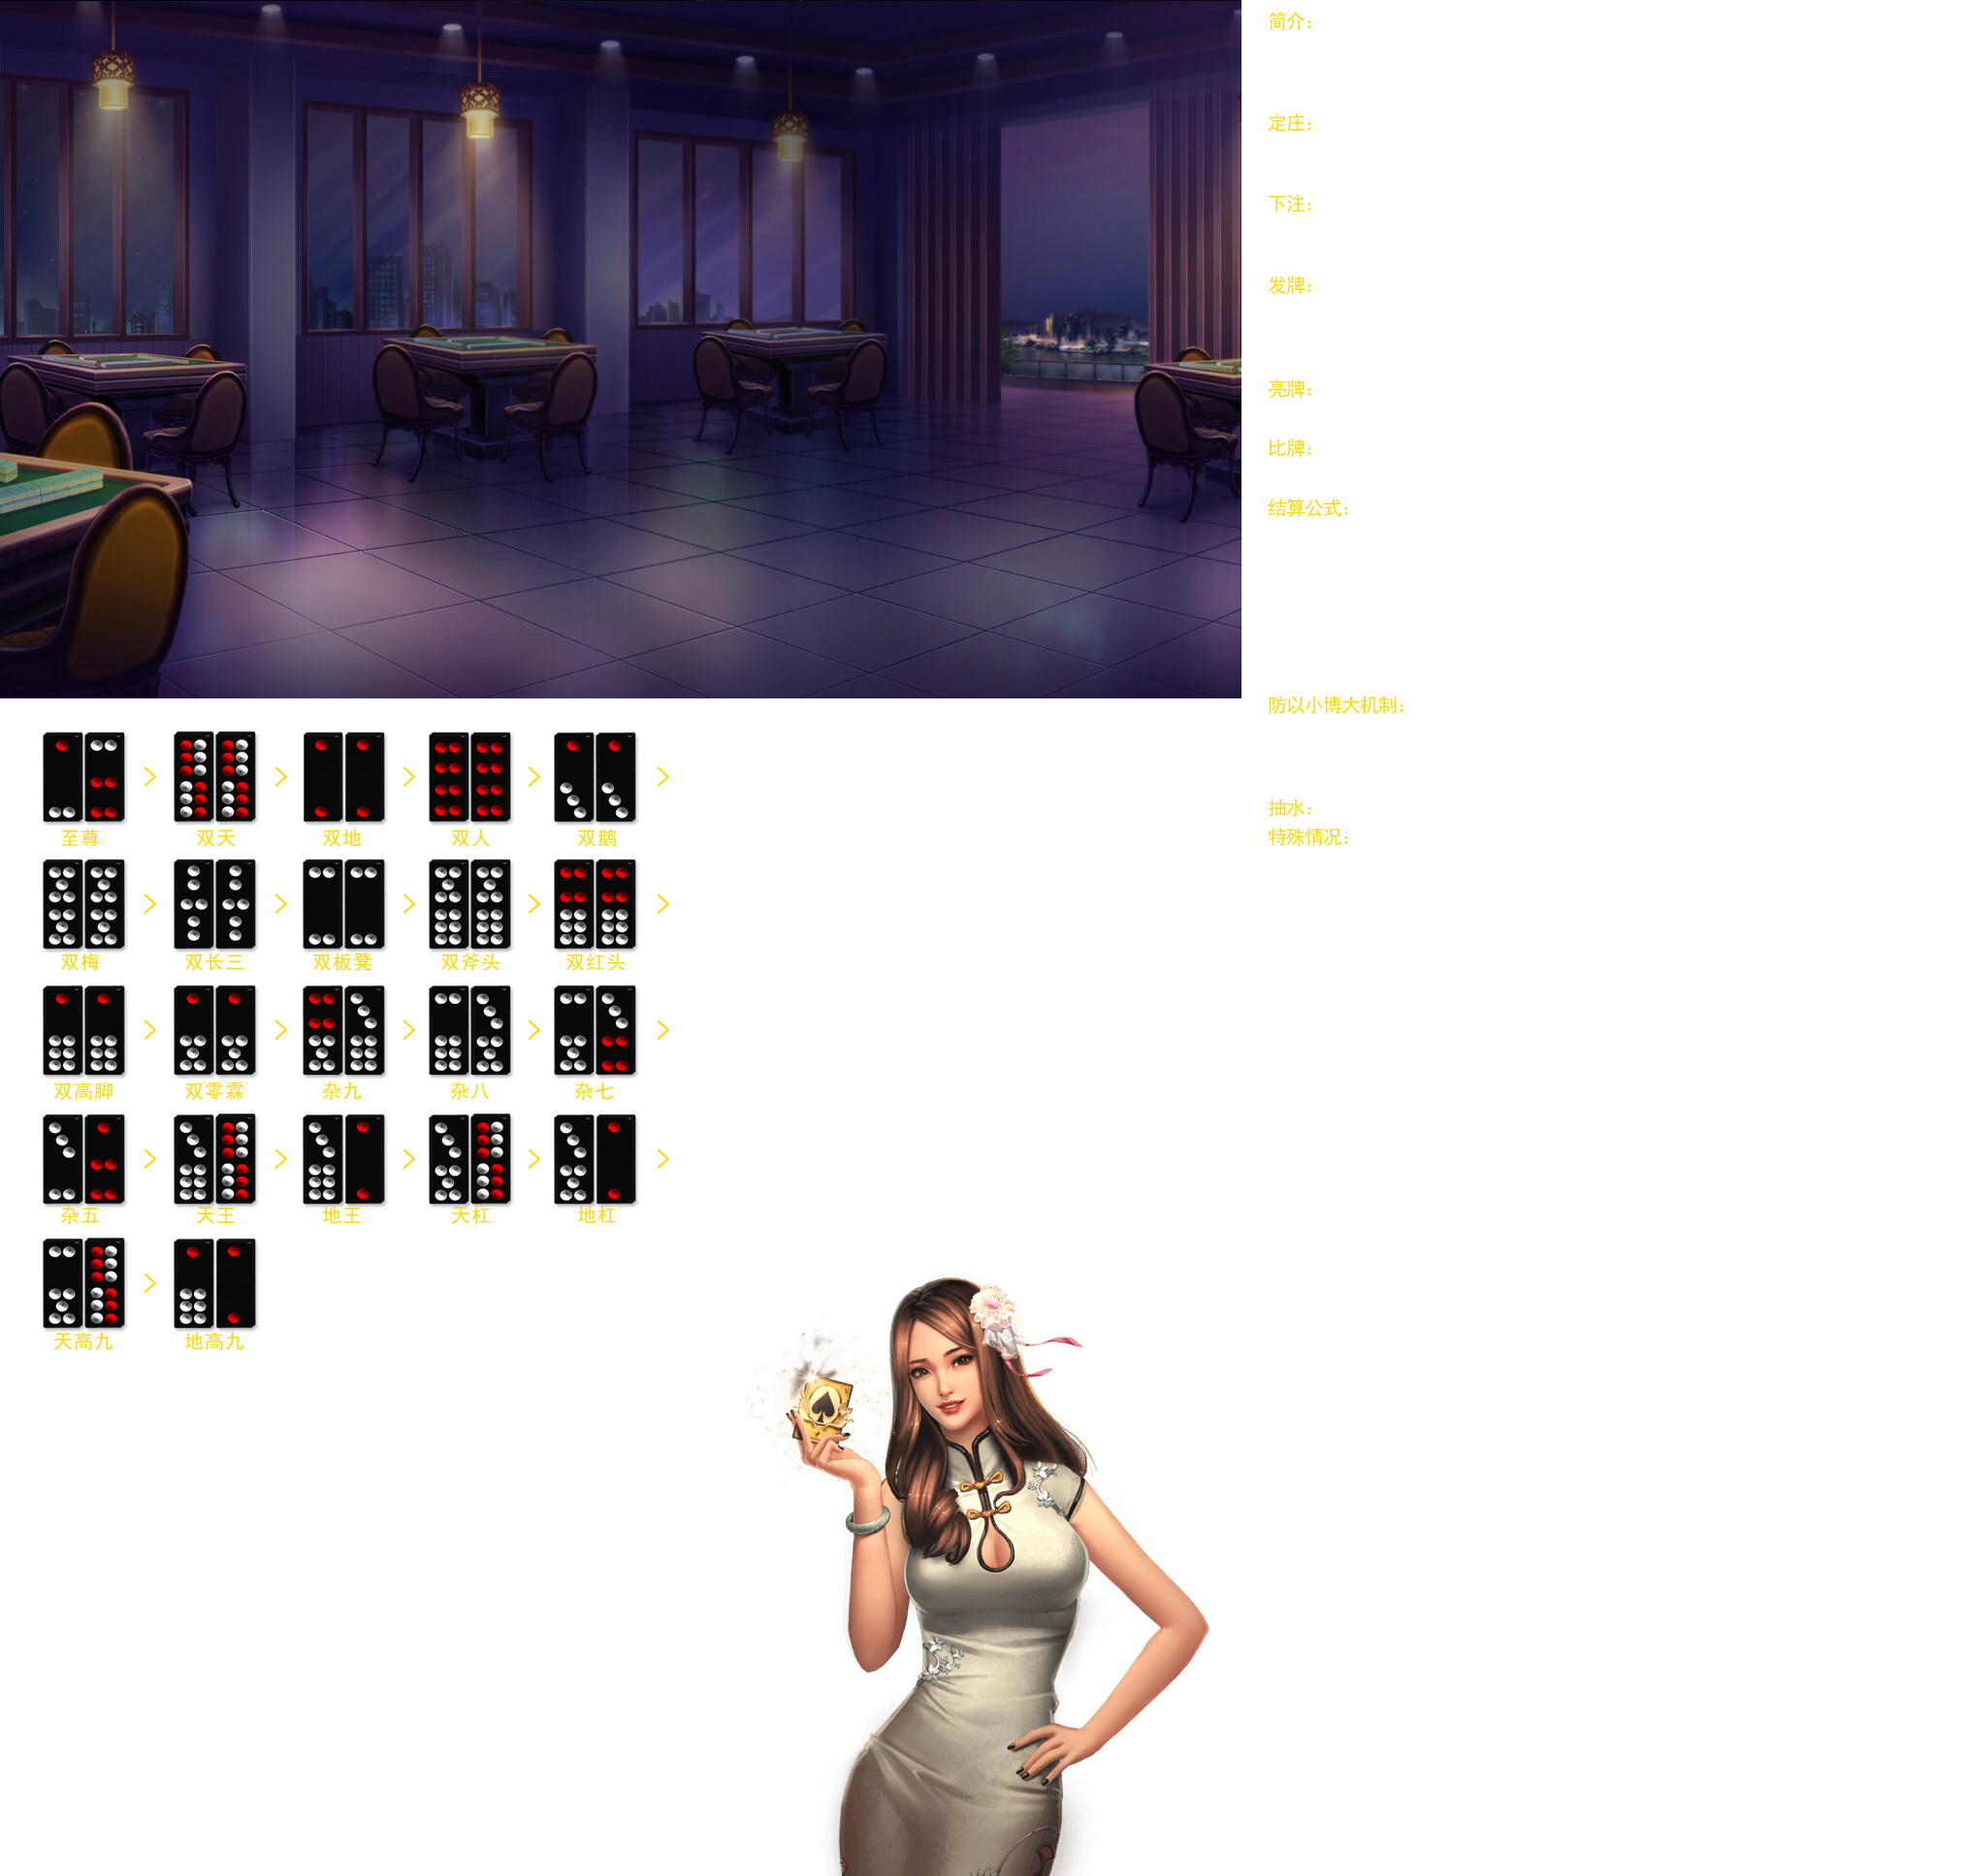 简介：
定庄：
下注：
发牌：
亮牌：
比牌：
结算公式：
防以小博大机制：
抽水：
特殊情况：
至尊 > 双天 > 双地 > 双人 > 双鹅 >
双梅 > 双长三 > 双板凳 > 双斧头 > 双红头 >
双高脚 > 双零霖 > 杂九 > 杂八 > 杂七 >
杂五 > 天王 > 地王 > 天杠 > 地杠 >
天高九 > 地高九